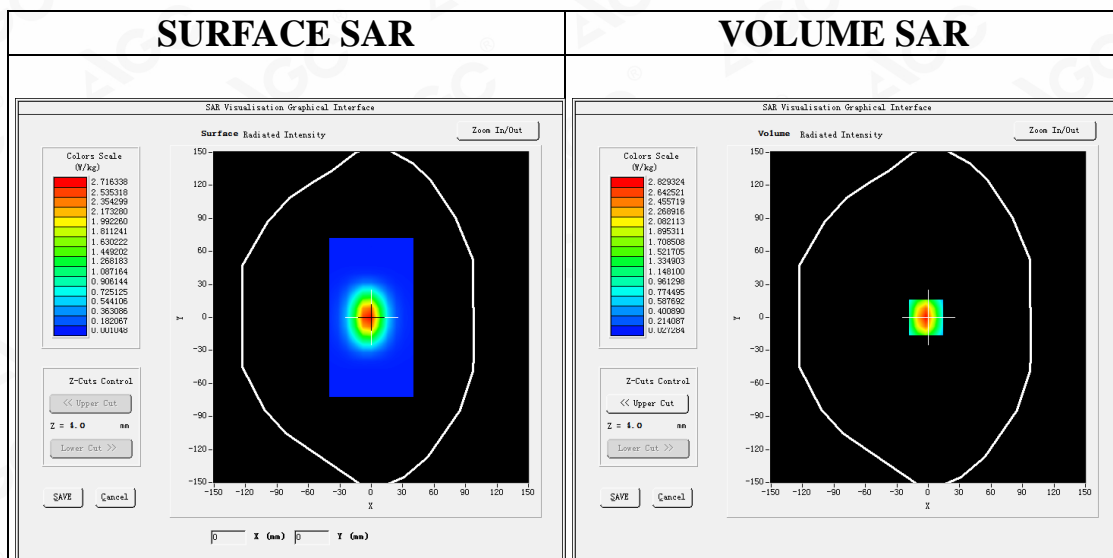 SURFACE SAR
VOLUME SAR
SAR Visualisation Graphical Interface
Surface Radiated Intensity
Zoom In/Out
Colors Scale
(W/kg)
2.716338
2.535318
2.354299
2.173280
1.992260
1.811241
1.630222
1.449202
1.268183
1.087164
0.906144
0.725125
0.544106
0.363086
0.182067
0.001048
150
120
90
60
30
0
-30
-60
-90
-120
-150
Y
-150 -120 -90 -60 -30 0 30 60 90 120 150
X
Z-Cuts Control
<< Upper Cut
Z = 4.0 mm
Lower Cut >>
SAVE Cancel
0 X (mm) 0 Y (mm)
SAR Visualisation Graphical Interface
Volume Radiated Intensity
Zoom In/Out
Colors Scale
(W/kg)
2.829324
2.642521
2.455719
2.268916
2.082113
1.895311
1.708508
1.521705
1.334903
1.148100
0.961298
0.774495
0.587692
0.400890
0.214087
0.027284
150
120
90
60
30
0
-30
-60
-90
-120
-150
Y
-150 -120 -90 -60 -30 0 30 60 90 120 150
X
Z-Cuts Control
<< Upper Cut
Z = 4.0 mm
Lower Cut >>
SAVE Cancel
AGC